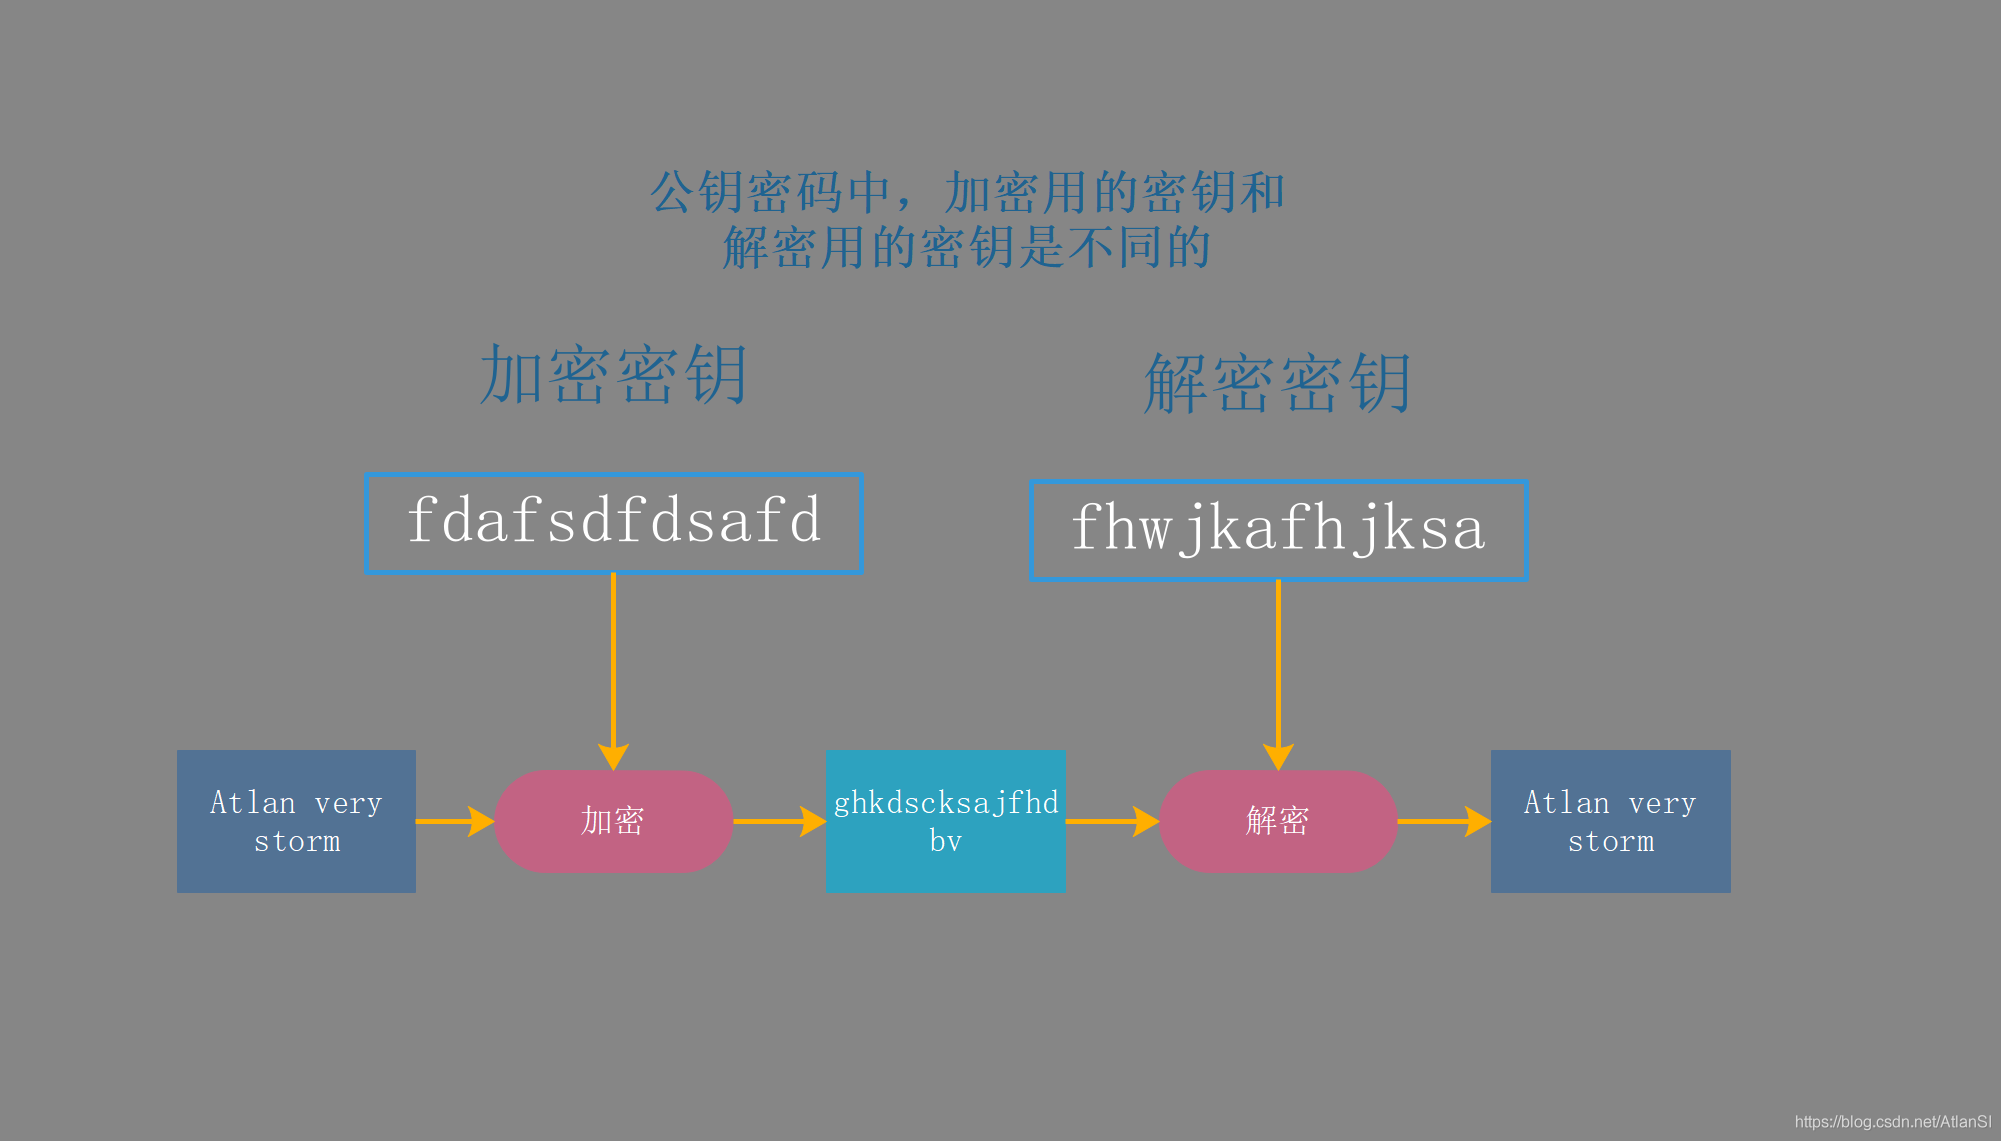 公钥密码中，加密用的密钥和
解密用的密钥是不同的
加密密钥
解密密钥
fdafsdfdsafd
fhwjkafhjksa
Atlan very
storm
加密
ghkdscksajfhd
bv
解密
Atlan very
storm
https://blog.csdn.net/AtlanSI